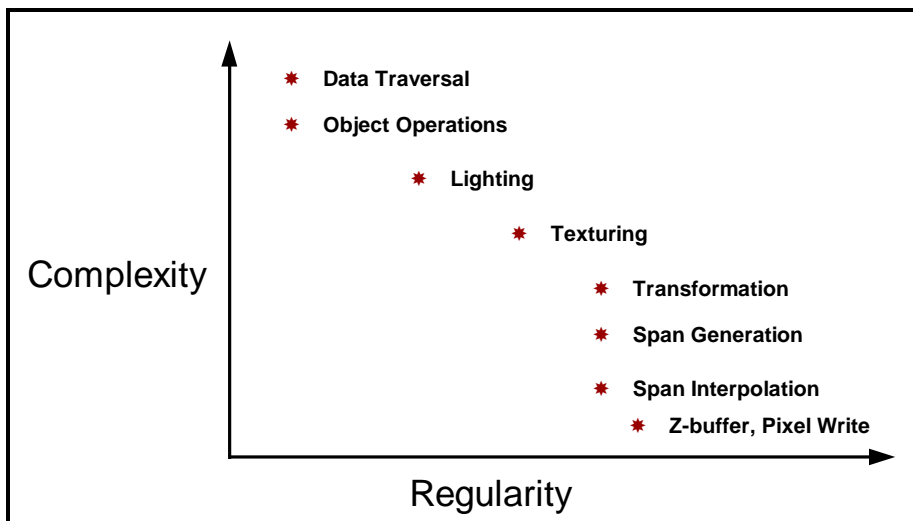 Data Traversal
Object Operations
Lighting
Texturing
Complexity
Transformation
Span Generation
Span Interpolation
Z-buffer, Pixel Write
Regularity